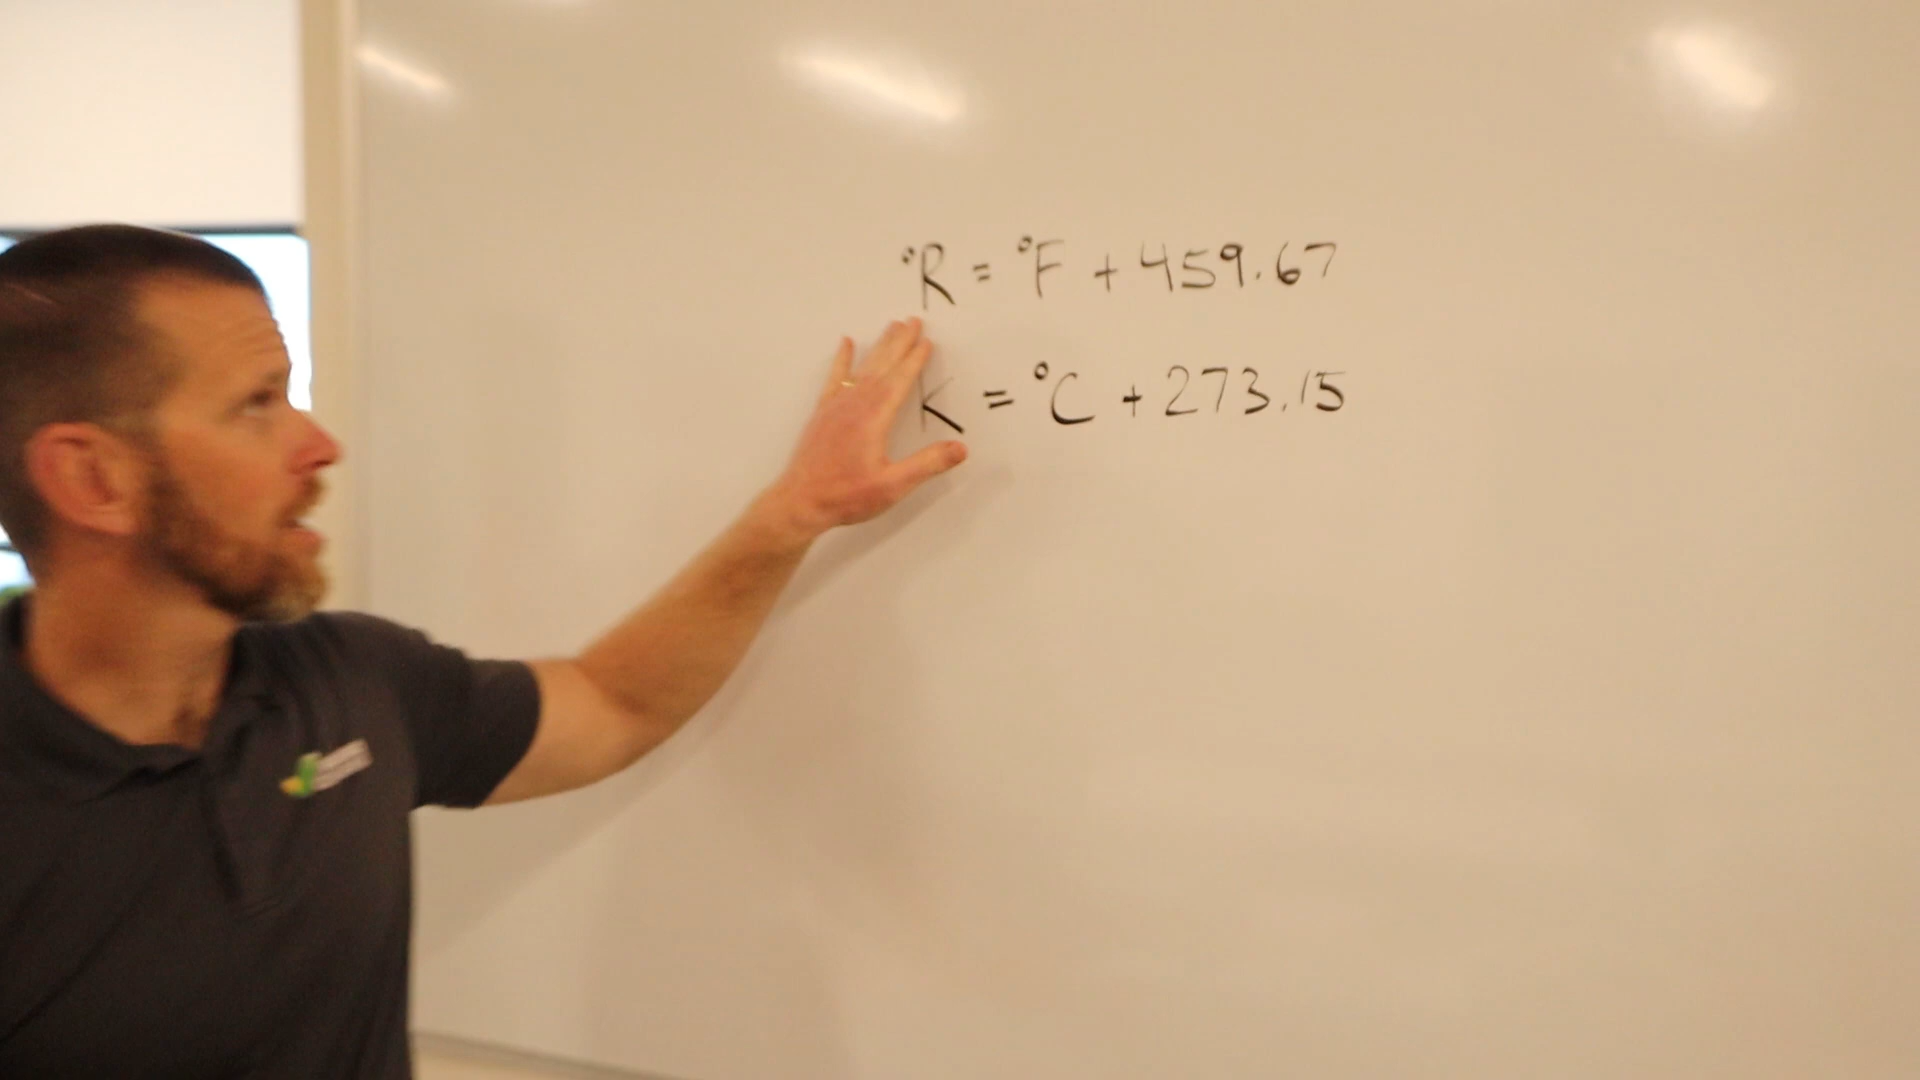 °R = °F + 459.67
K = °C + 273.15